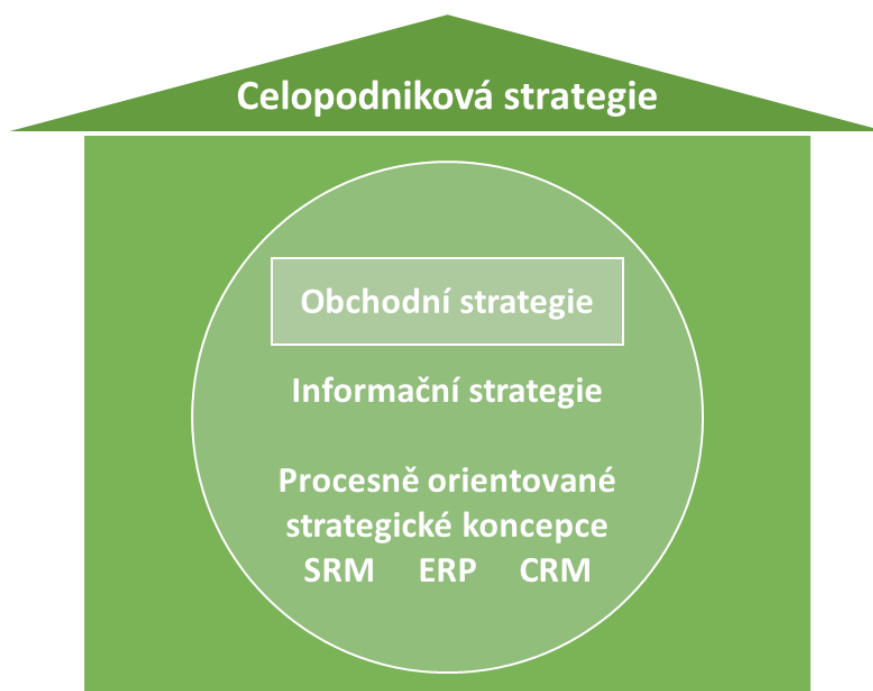 Celopodniková strategie
Obchodní strategie
Informační strategie
Procesně orientované
strategické koncepce
SRM ERP CRM